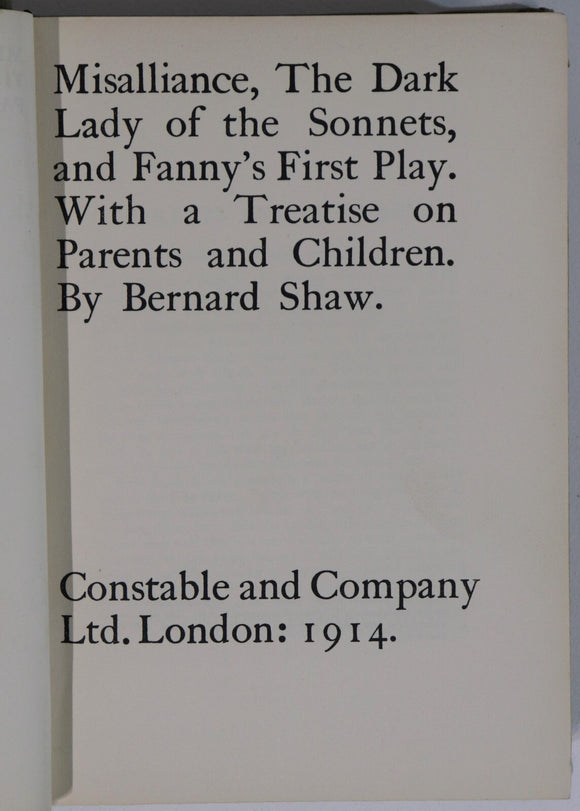 Misalliance, The Dark
Lady of the Sonnets,
and Fanny's First Play.
With a Treatise on
Parents and Children.
By Bernard Shaw.
Constable and Company
Ltd. London: 1914.